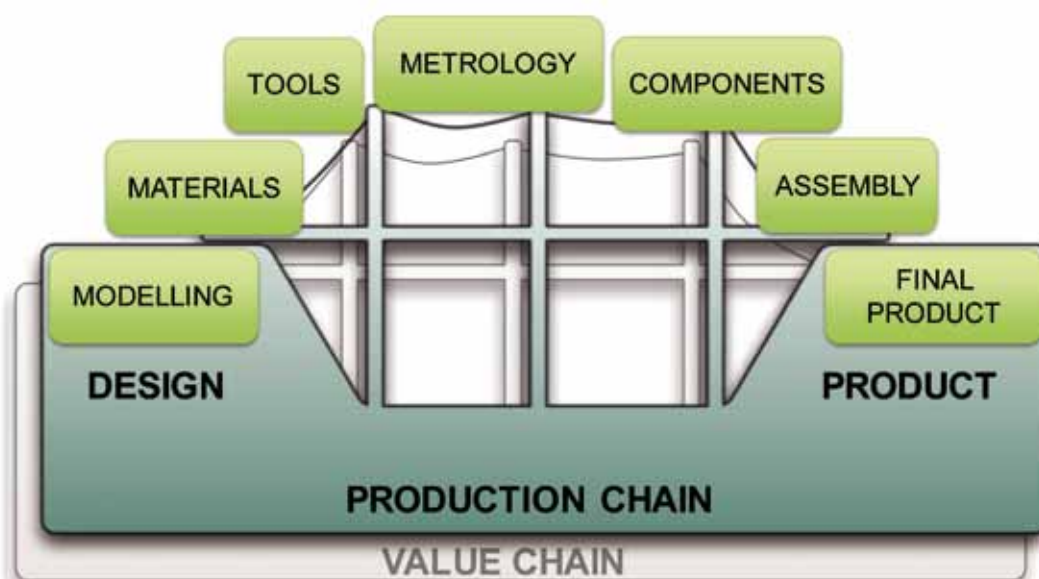 METROLOGY
TOOLS
COMPONENTS
MATERIALS
ASSEMBLY
MODELLING
FINAL
PRODUCT
DESIGN
PRODUCT
PRODUCTION CHAIN
VALUE CHAIN